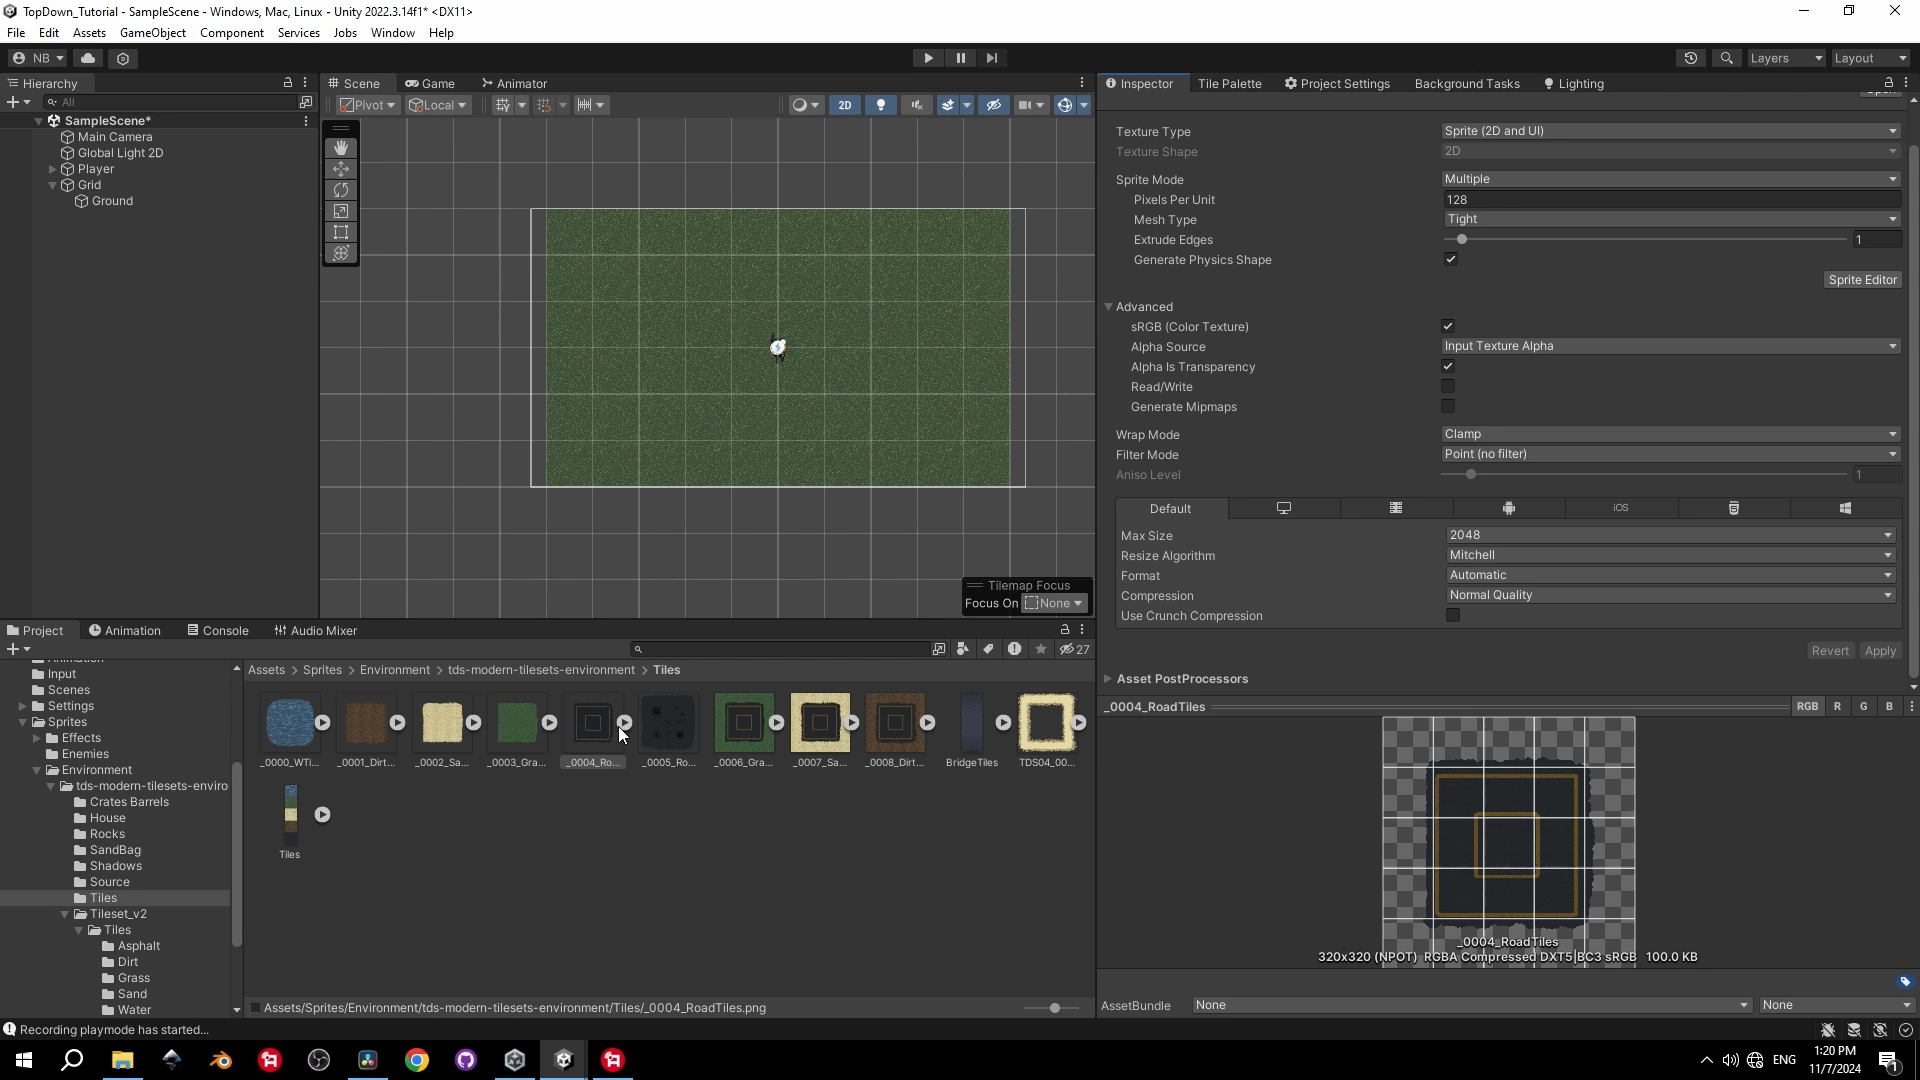 TopDown_Tutorial - SampleScene - Windows, Mac, Linux - Unity 2022.3.14f1* <DX11>
File Edit Assets GameObject Component Services Jobs Window Help
NB Layers Layout
Hierarchy
All
SampleScene*
Main Camera
Global Light 2D
Player
Grid
Ground
Scene Game Animator
Pivot Local 2D
Tilemap Focus
Focus On None
Inspector Tile Palette Project Settings Background Tasks Lighting
Texture Type Sprite (2D and UI)
Texture Shape 2D
Sprite Mode Multiple
Pixels Per Unit 128
Mesh Type Tight
Extrude Edges 1
Generate Physics Shape
Sprite Editor
Advanced
sRGB (Color Texture)
Alpha Source Input Texture Alpha
Alpha Is Transparency
Read/Write
Generate Mipmaps
Wrap Mode Clamp
Filter Mode Point (no filter)
Aniso Level 1
Default iOS
Max Size 2048
Resize Algorithm Mitchell
Format Automatic
Compression Normal Quality
Use Crunch Compression
Revert Apply
Asset PostProcessors
_0004_RoadTiles RGB R G B
_0004_RoadTiles
320x320 (NPOT) RGBA Compressed DXT5|BC3 sRGB 100.0 KB
AssetBundle None None
Project Animation Console Audio Mixer
27
Input
Scenes
Settings
Sprites
Effects
Enemies
Environment
tds-modern-tilesets-enviro
Crates Barrels
House
Rocks
SandBag
Shadows
Source
Tiles
Tileset_v2
Tiles
Asphalt
Dirt
Grass
Sand
Water
Assets > Sprites > Environment > tds-modern-tilesets-environment > Tiles
_0000_WTi... _0001_Dirt... _0002_Sa... _0003_Gra... _0004_Ro... _0005_Ro... _0006_Gra... _0007_Sa... _0008_Dirt... BridgeTiles TDS04_00...
Tiles
Assets/Sprites/Environment/tds-modern-tilesets-environment/Tiles/_0004_RoadTiles.png
Recording playmode has started...
ENG
1:20 PM
11/7/2024
1